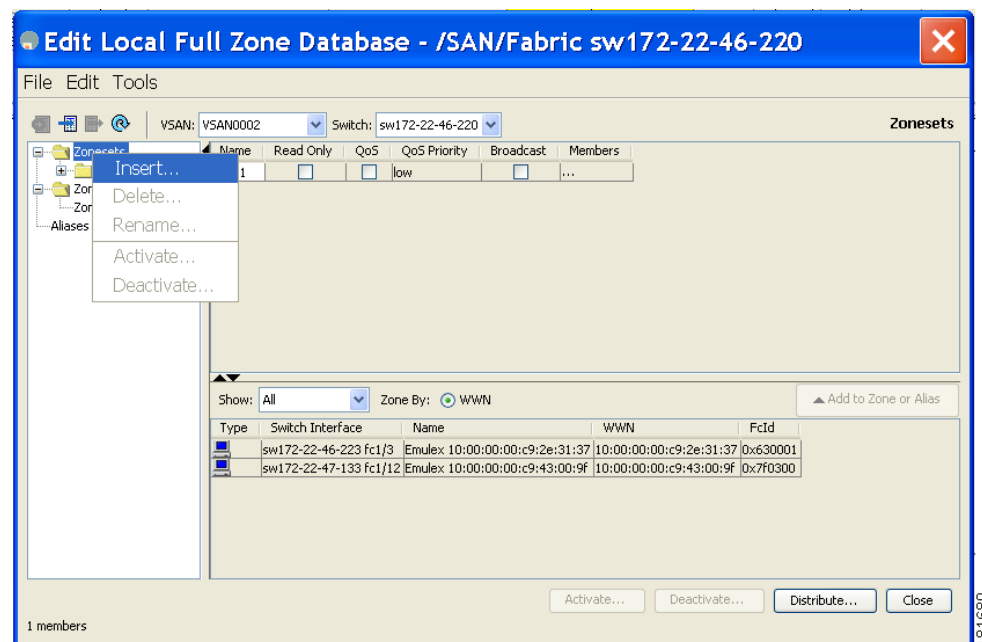 Edit Local Full Zone Database - /SAN/Fabric sw172-22-46-220
File Edit Tools
VSAN: VSAN0002 Switch: sw172-22-46-220 Zonesets
Zonesets
Zon
Zor
Aliases
Insert...
Delete...
Rename...
Activate...
Deactivate...
Name Read Only QoS QoS Priority Broadcast Members
1 low ...
Show: All Zone By: WWN Add to Zone or Alias
Type Switch Interface Name WWN FcId
sw172-22-46-223 fc1/3 Emulex 10:00:00:00:c9:2e:31:37 10:00:00:00:c9:2e:31:37 0x630001
sw172-22-47-133 fc1/12 Emulex 10:00:00:00:c9:43:00:9f 10:00:00:00:c9:43:00:9f 0x7f0300
Activate... Deactivate... Distribute... Close
1 members